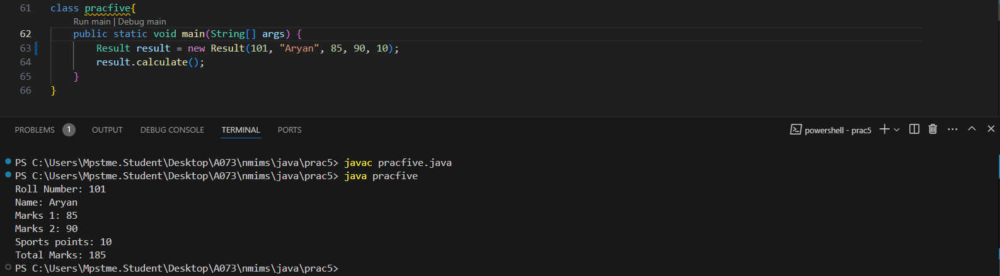 61 class pracfive{
Run main | Debug main
62 public static void main(String[] args) {
63 Result result = new Result(101, "Aryan", 85, 90, 10);
64 result.calculate();
65 }
66 }
PROBLEMS 1 OUTPUT DEBUG CONSOLE TERMINAL PORTS powershell - prac5
PS C:\Users\Mpstme.Student\Desktop\A073\nmims\java\prac5> javac pracfive.java
PS C:\Users\Mpstme.Student\Desktop\A073\nmims\java\prac5> java pracfive
Roll Number: 101
Name: Aryan
Marks 1: 85
Marks 2: 90
Sports points: 10
Total Marks: 185
PS C:\Users\Mpstme.Student\Desktop\A073\nmims\java\prac5>